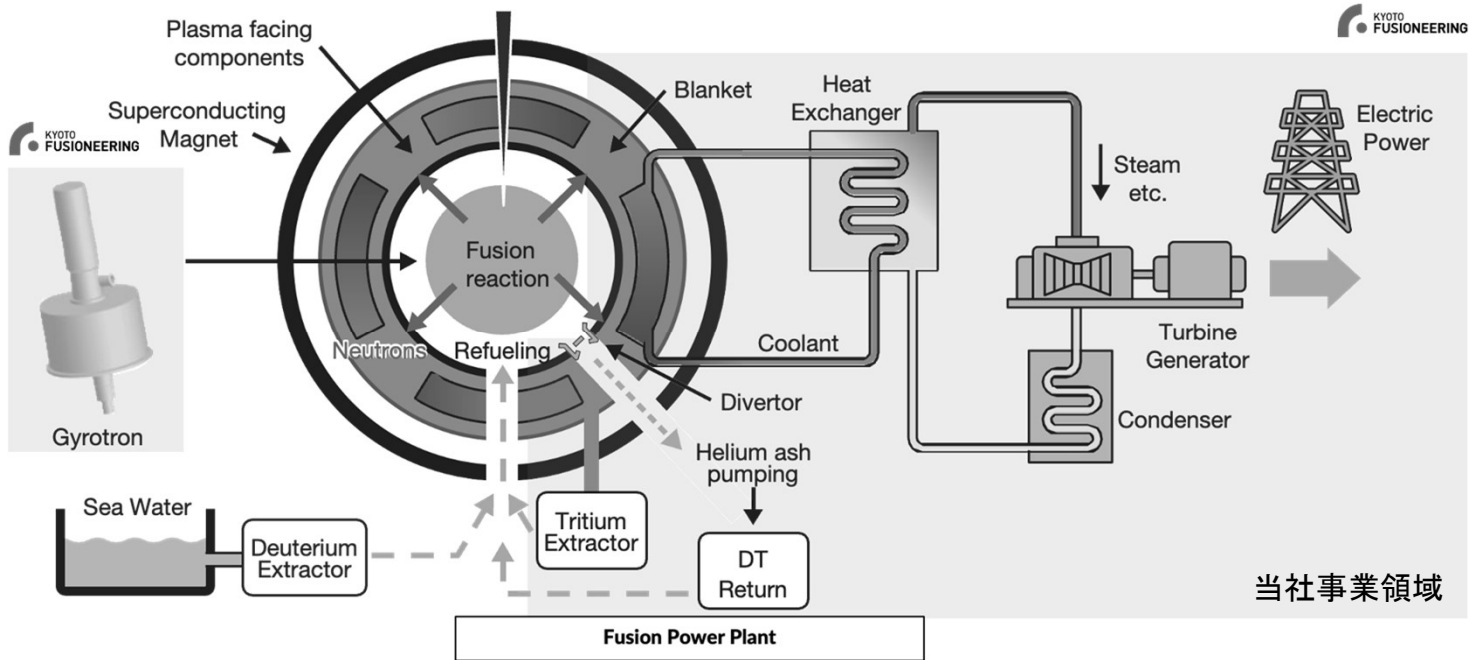 KYOTO
FUSIONEERING
Plasma facing
components
Superconducting
Magnet
KYOTO
FUSIONEERING
Gyrotron
Blanket
Heat
Exchanger
Steam
etc.
Electric
Power
Fusion
reaction
Neutrons
Refueling
Coolant
Turbine
Generator
Divertor
Condenser
Helium ash
pumping
Sea Water
Deuterium
Extractor
Tritium
Extractor
DT
Return
当社事業領域
Fusion Power Plant